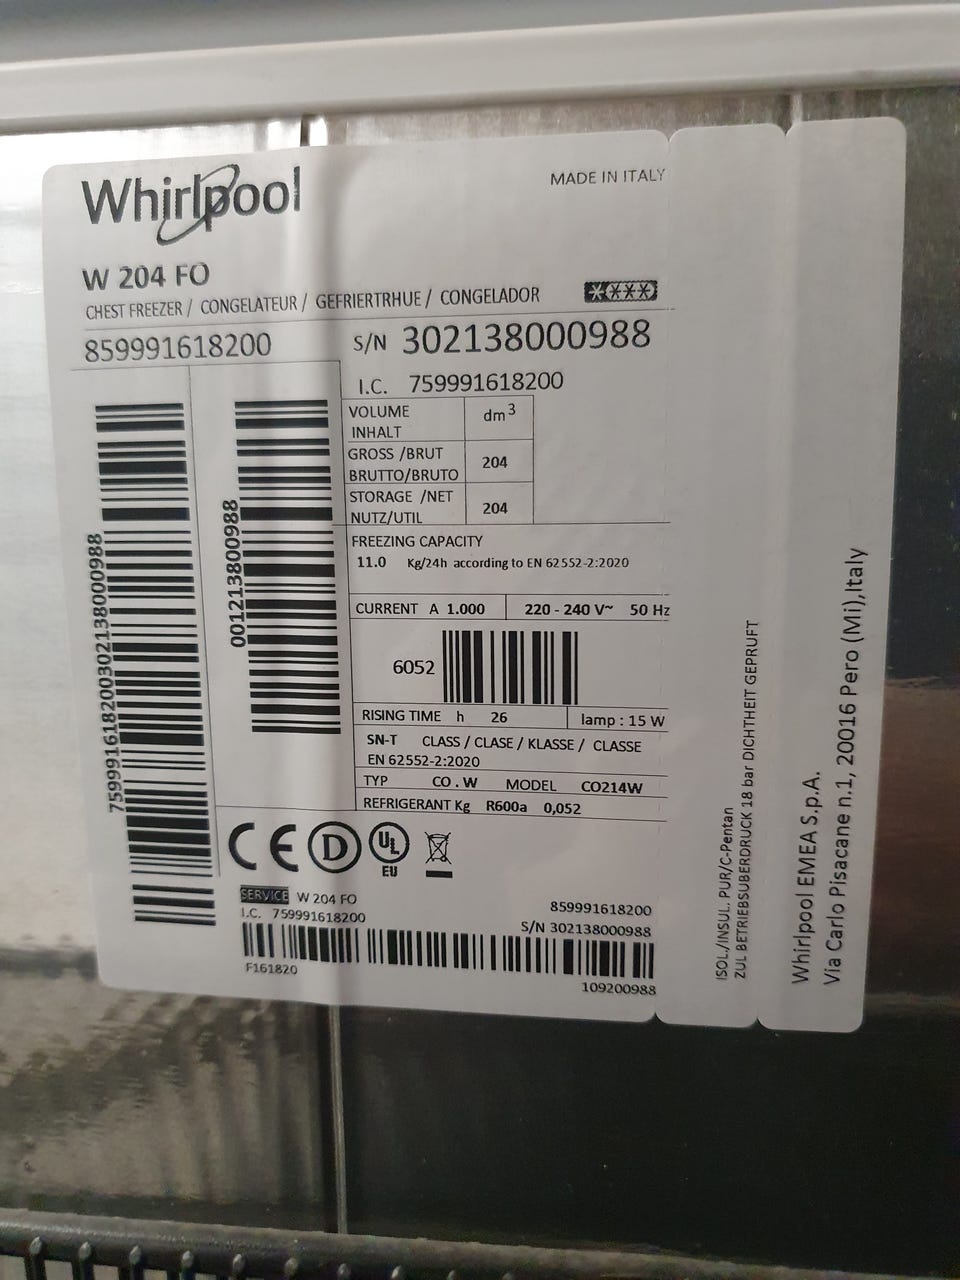 Whirlpool
MADE IN ITALY
W 204 FO
CHEST FREEZER / CONGELATEUR / GEFRIERTRHUE / CONGELADOR
859991618200
S/N 302138000988
I.C. 759991618200
VOLUME
INHALT
dm³
GROSS /BRUT
BRUTTO/BRUTO
204
STORAGE /NET
NUTZ/UTIL
204
FREEZING CAPACITY
11.0 Kg/24h according to EN 62552-2:2020
CURRENT A 1.000
220 - 240 V~ 50 Hz
6052
RISING TIME h 26
lamp : 15 W
SN-T CLASS / CLASE / KLASSE / CLASSE
EN 62552-2:2020
TYP CO . W MODEL CO214W
REFRIGERANT Kg R600a 0,052
759991618200302138000988
001213800988
CE D UL
EU
SERVICE W 204 FO
I.C. 759991618200
859991618200
S/N 302138000988
F161820
109200988
ISOL./INSUL. PUR/C-Pentan
ZUL BETRIEBSUBERDRUCK 18 bar DICHTHEIT GEPRUFT
Whirlpool EMEA S.p.A.
Via Carlo Pisacane n.1, 20016 Pero (Mi),Italy